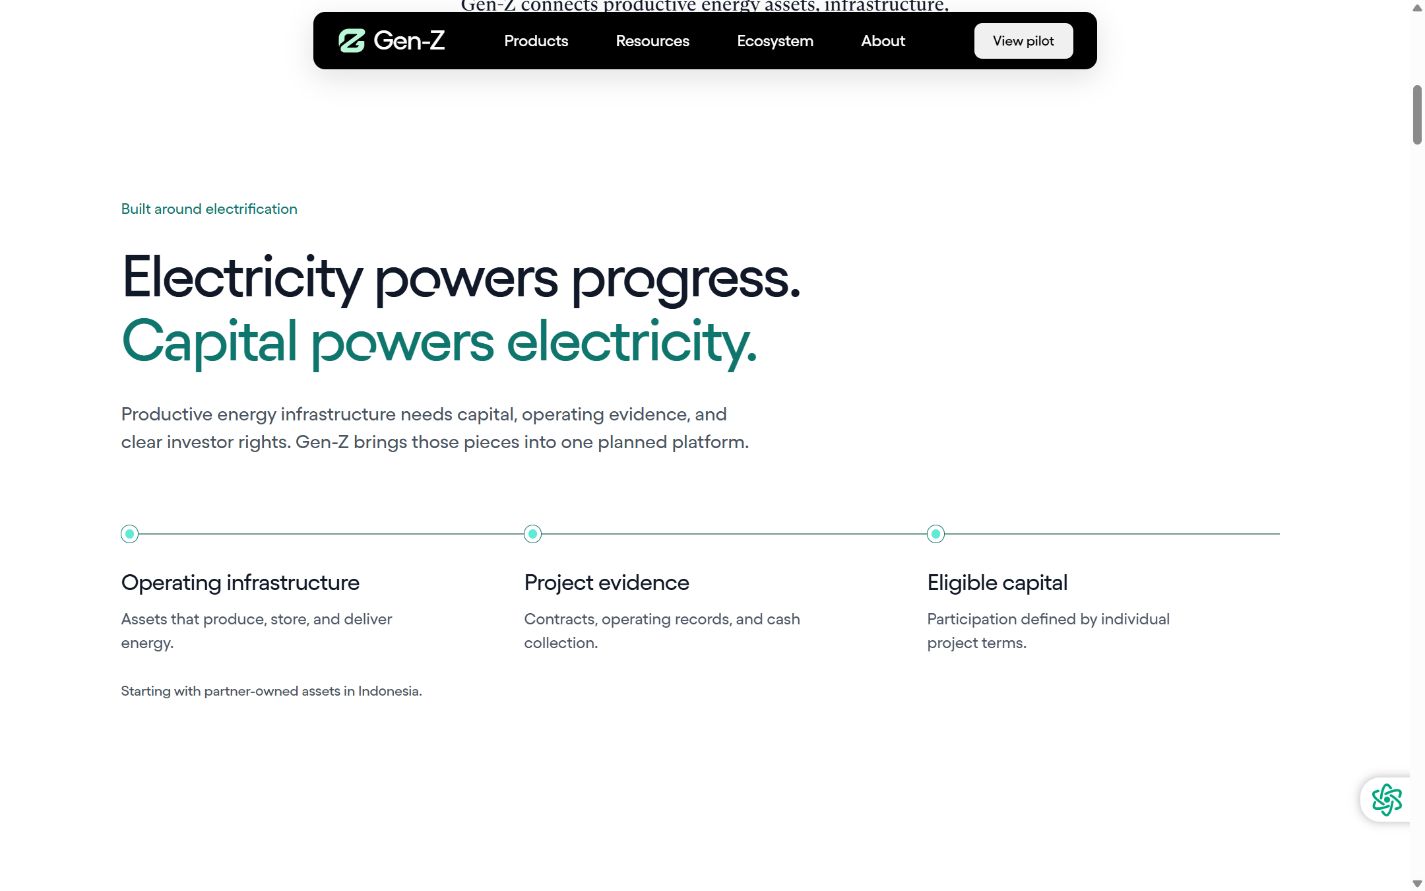 Gen-Z connects productive energy assets, infrastructure,
Gen-Z
Products
Resources
Ecosystem
About
View pilot
Built around electrification
Electricity powers progress.
Capital powers electricity.
Productive energy infrastructure needs capital, operating evidence, and
clear investor rights. Gen-Z brings those pieces into one planned platform.
Operating infrastructure
Assets that produce, store, and deliver
energy.
Project evidence
Contracts, operating records, and cash
collection.
Eligible capital
Participation defined by individual
project terms.
Starting with partner-owned assets in Indonesia.